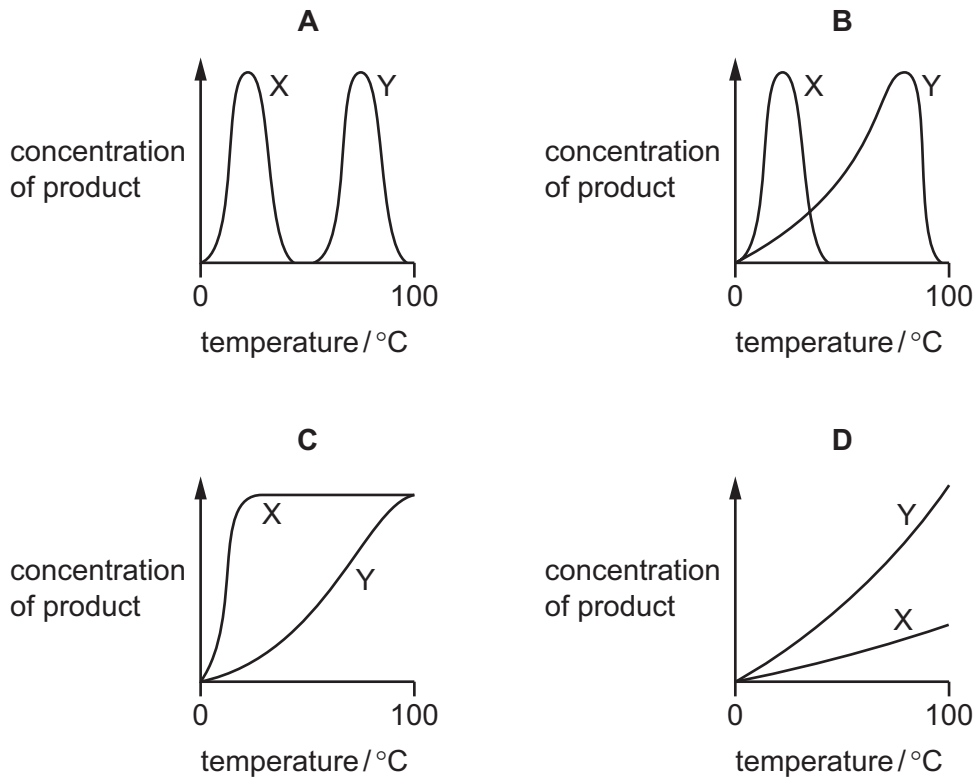 A
concentration
of product
X
Y
0
100
temperature / °C
B
concentration
of product
X
Y
0
100
temperature / °C
C
concentration
of product
X
Y
0
100
temperature / °C
D
concentration
of product
Y
X
0
100
temperature / °C